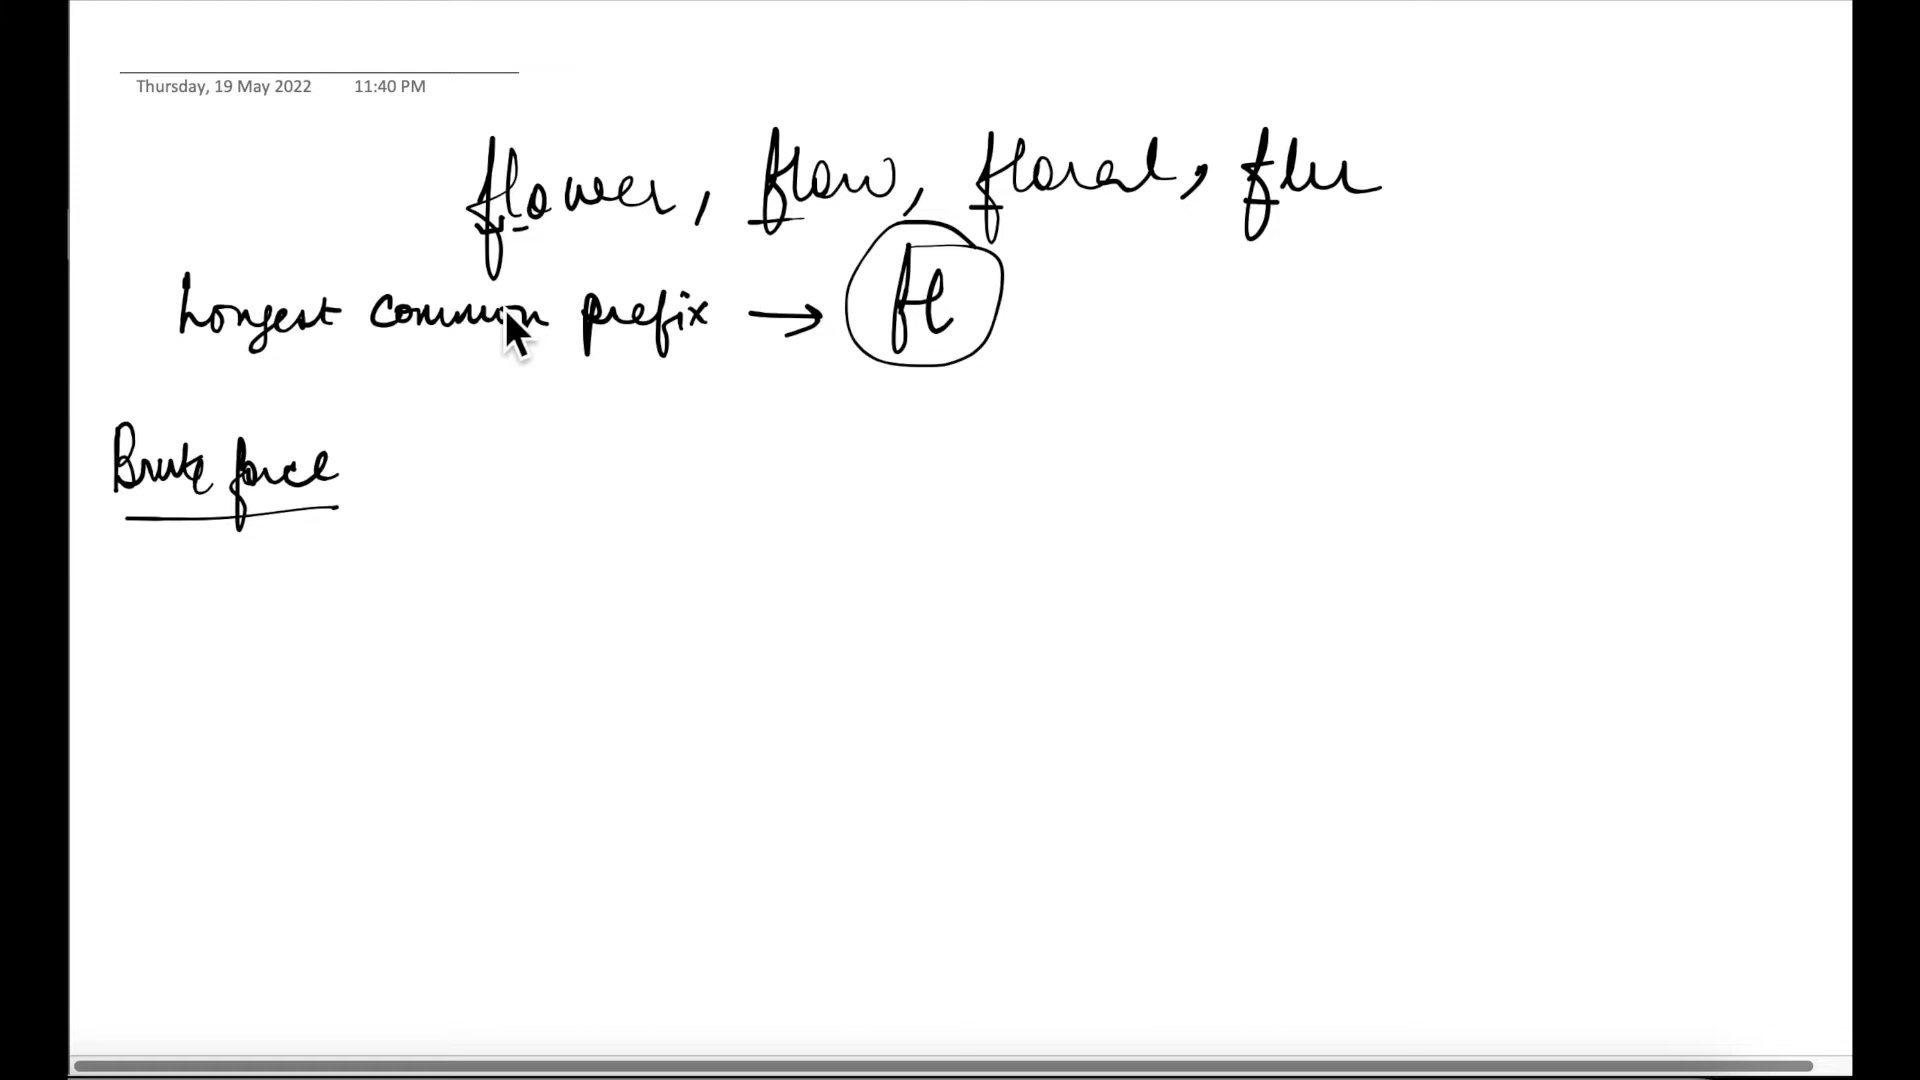 Thursday, 19 May 2022 11:40 PM
flower, flow, floral, flu
Longest common prefix → fl
Brute force